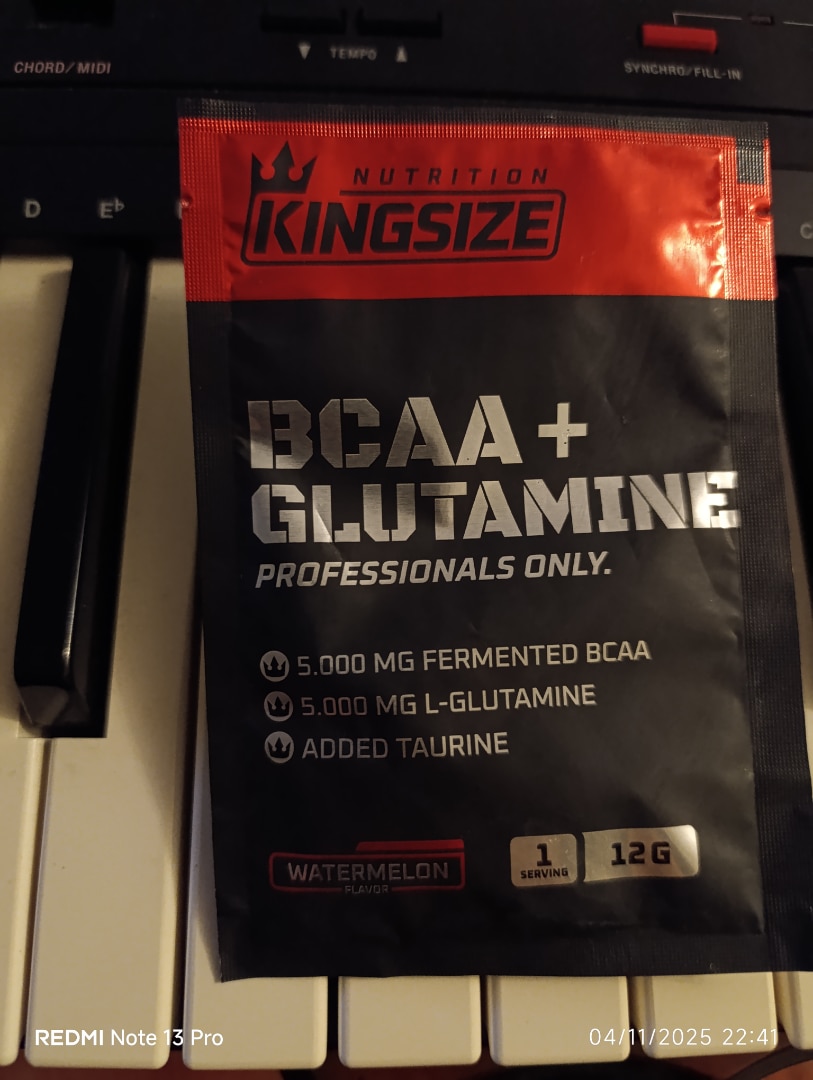 ▼ TEMPO ▲
CHORD/MIDI
SYNCHRO/FILL-IN
D E♭
NUTRITION
KINGSIZE
BCAA +
GLUTAMINE
PROFESSIONALS ONLY.
5.000 MG FERMENTED BCAA
5.000 MG L-GLUTAMINE
ADDED TAURINE
WATERMELON
FLAVOR
1
SERVING
12 G
REDMI Note 13 Pro
04/11/2025 22:41